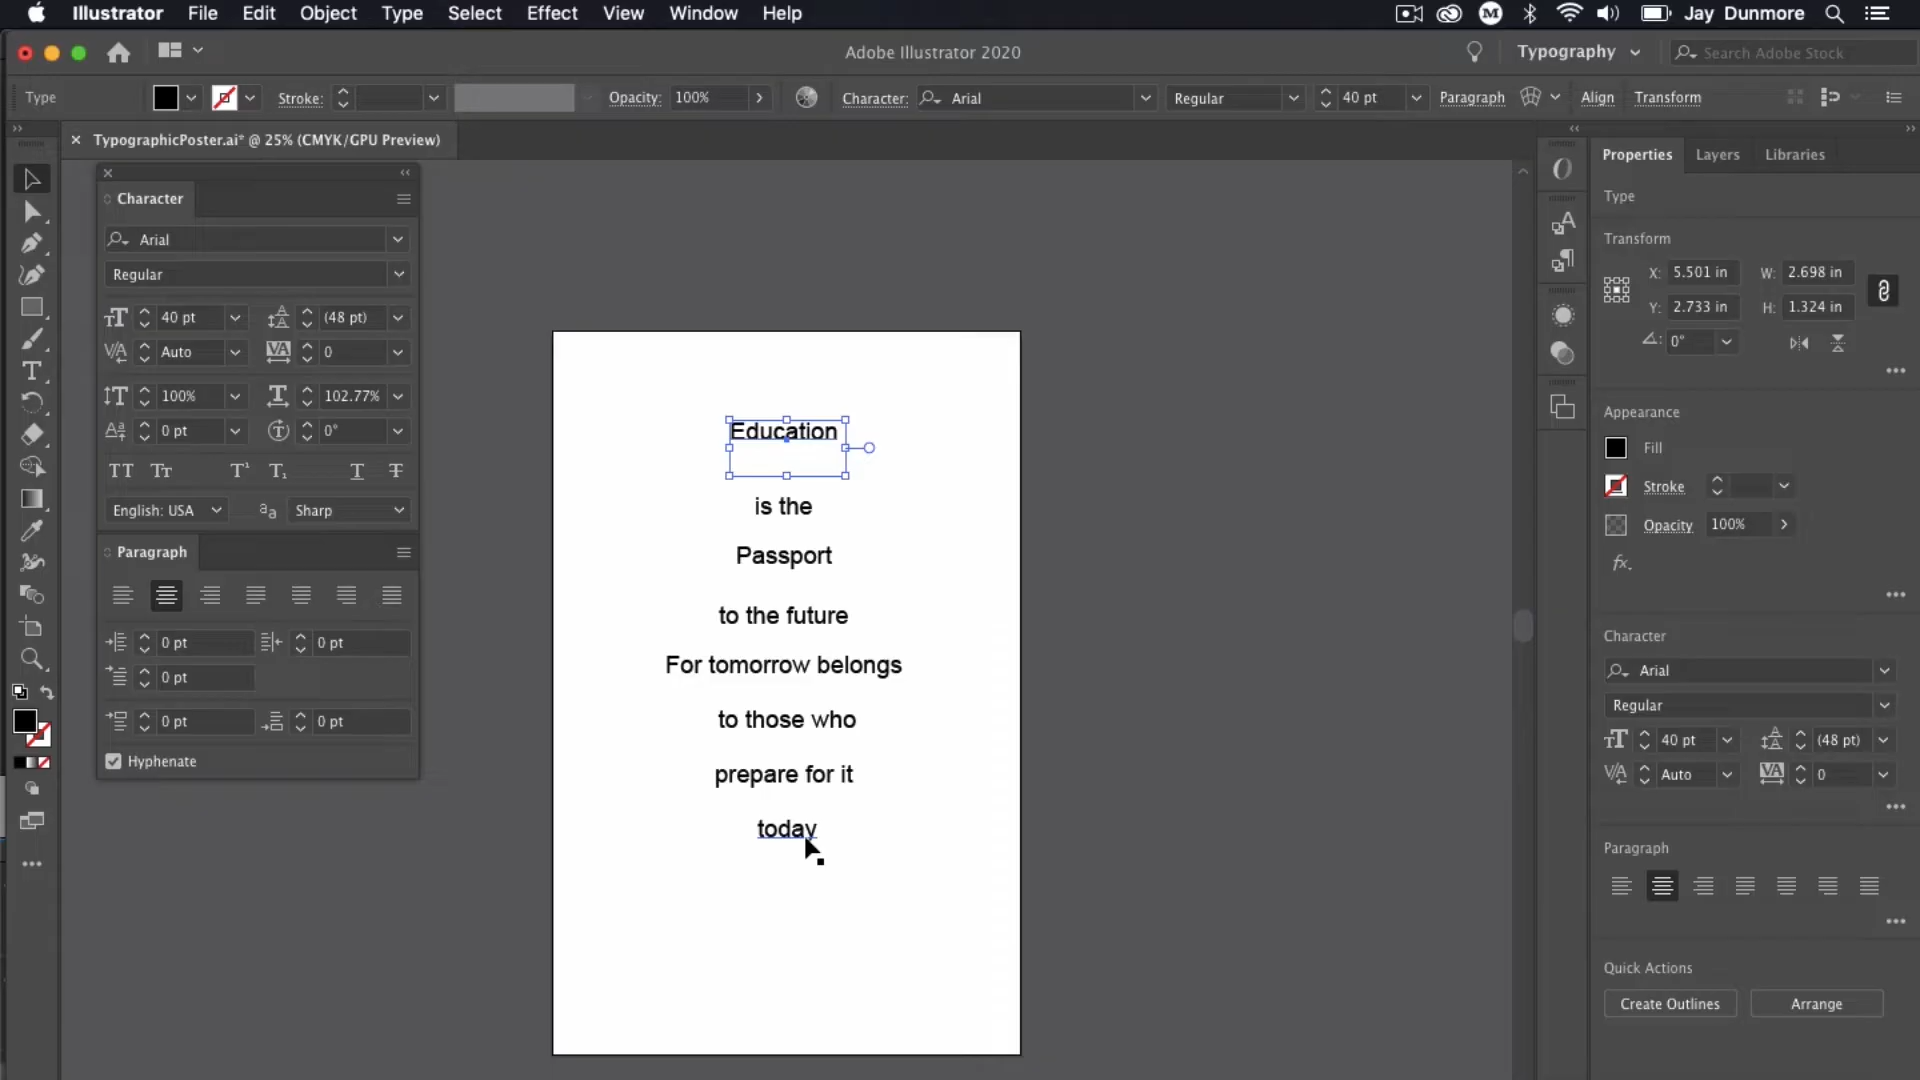 Illustrator File Edit Object Type Select Effect View Window Help
M Jay Dunmore
Adobe Illustrator 2020
Typography
Search Adobe Stock
Type Stroke: Opacity: 100% Character: Arial Regular 40 pt Paragraph Align Transform
TypographicPoster.ai* @ 25% (CMYK/GPU Preview)
Character
Arial
Regular
40 pt (48 pt)
Auto 0
100% 102.77%
0 pt 0°
TT Tt T¹ T₁ T T
English: USA aa Sharp
Paragraph
0 pt 0 pt
0 pt
0 pt 0 pt
Hyphenate
Education
is the
Passport
to the future
For tomorrow belongs
to those who
prepare for it
today
Properties Layers Libraries
Type
Transform
X: 5.501 in W: 2.698 in
Y: 2.733 in H: 1.324 in
0°
Appearance
Fill
Stroke
Opacity 100%
fx.
Character
Arial
Regular
40 pt (48 pt)
Auto 0
Paragraph
Quick Actions
Create Outlines Arrange